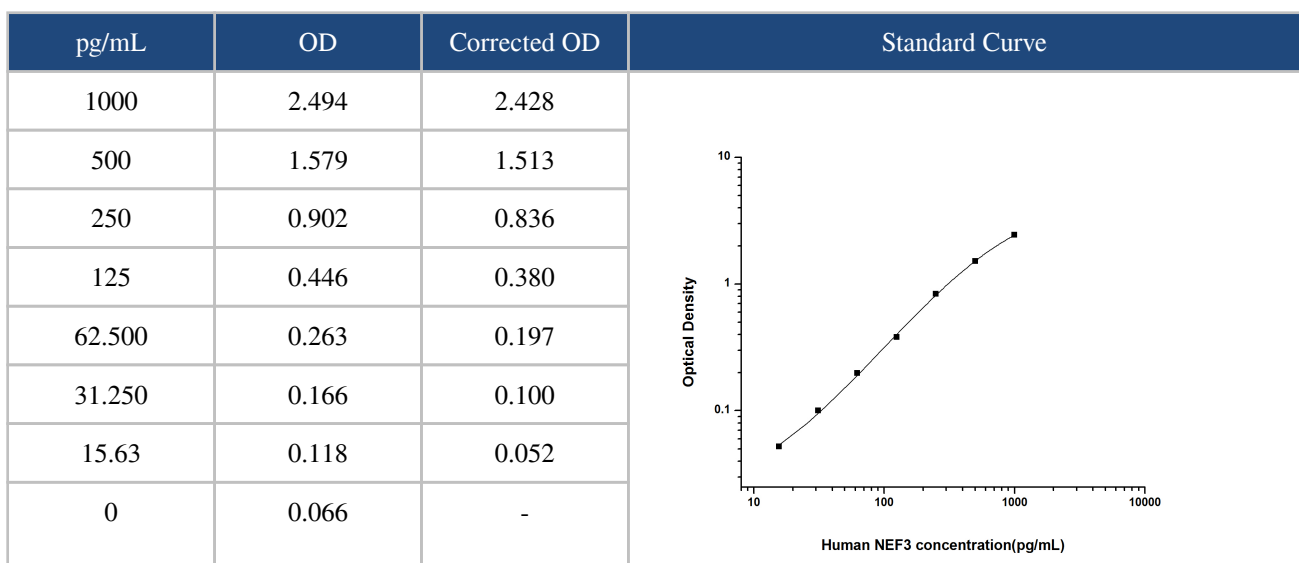 pg/mL OD Corrected OD Standard Curve
1000 2.494 2.428
500 1.579 1.513
250 0.902 0.836
125 0.446 0.380
62.500 0.263 0.197
31.250 0.166 0.100
15.63 0.118 0.052
0 0.066 -
10
1
0.1
Optical Density
10 100 1000 10000
Human NEF3 concentration(pg/mL)